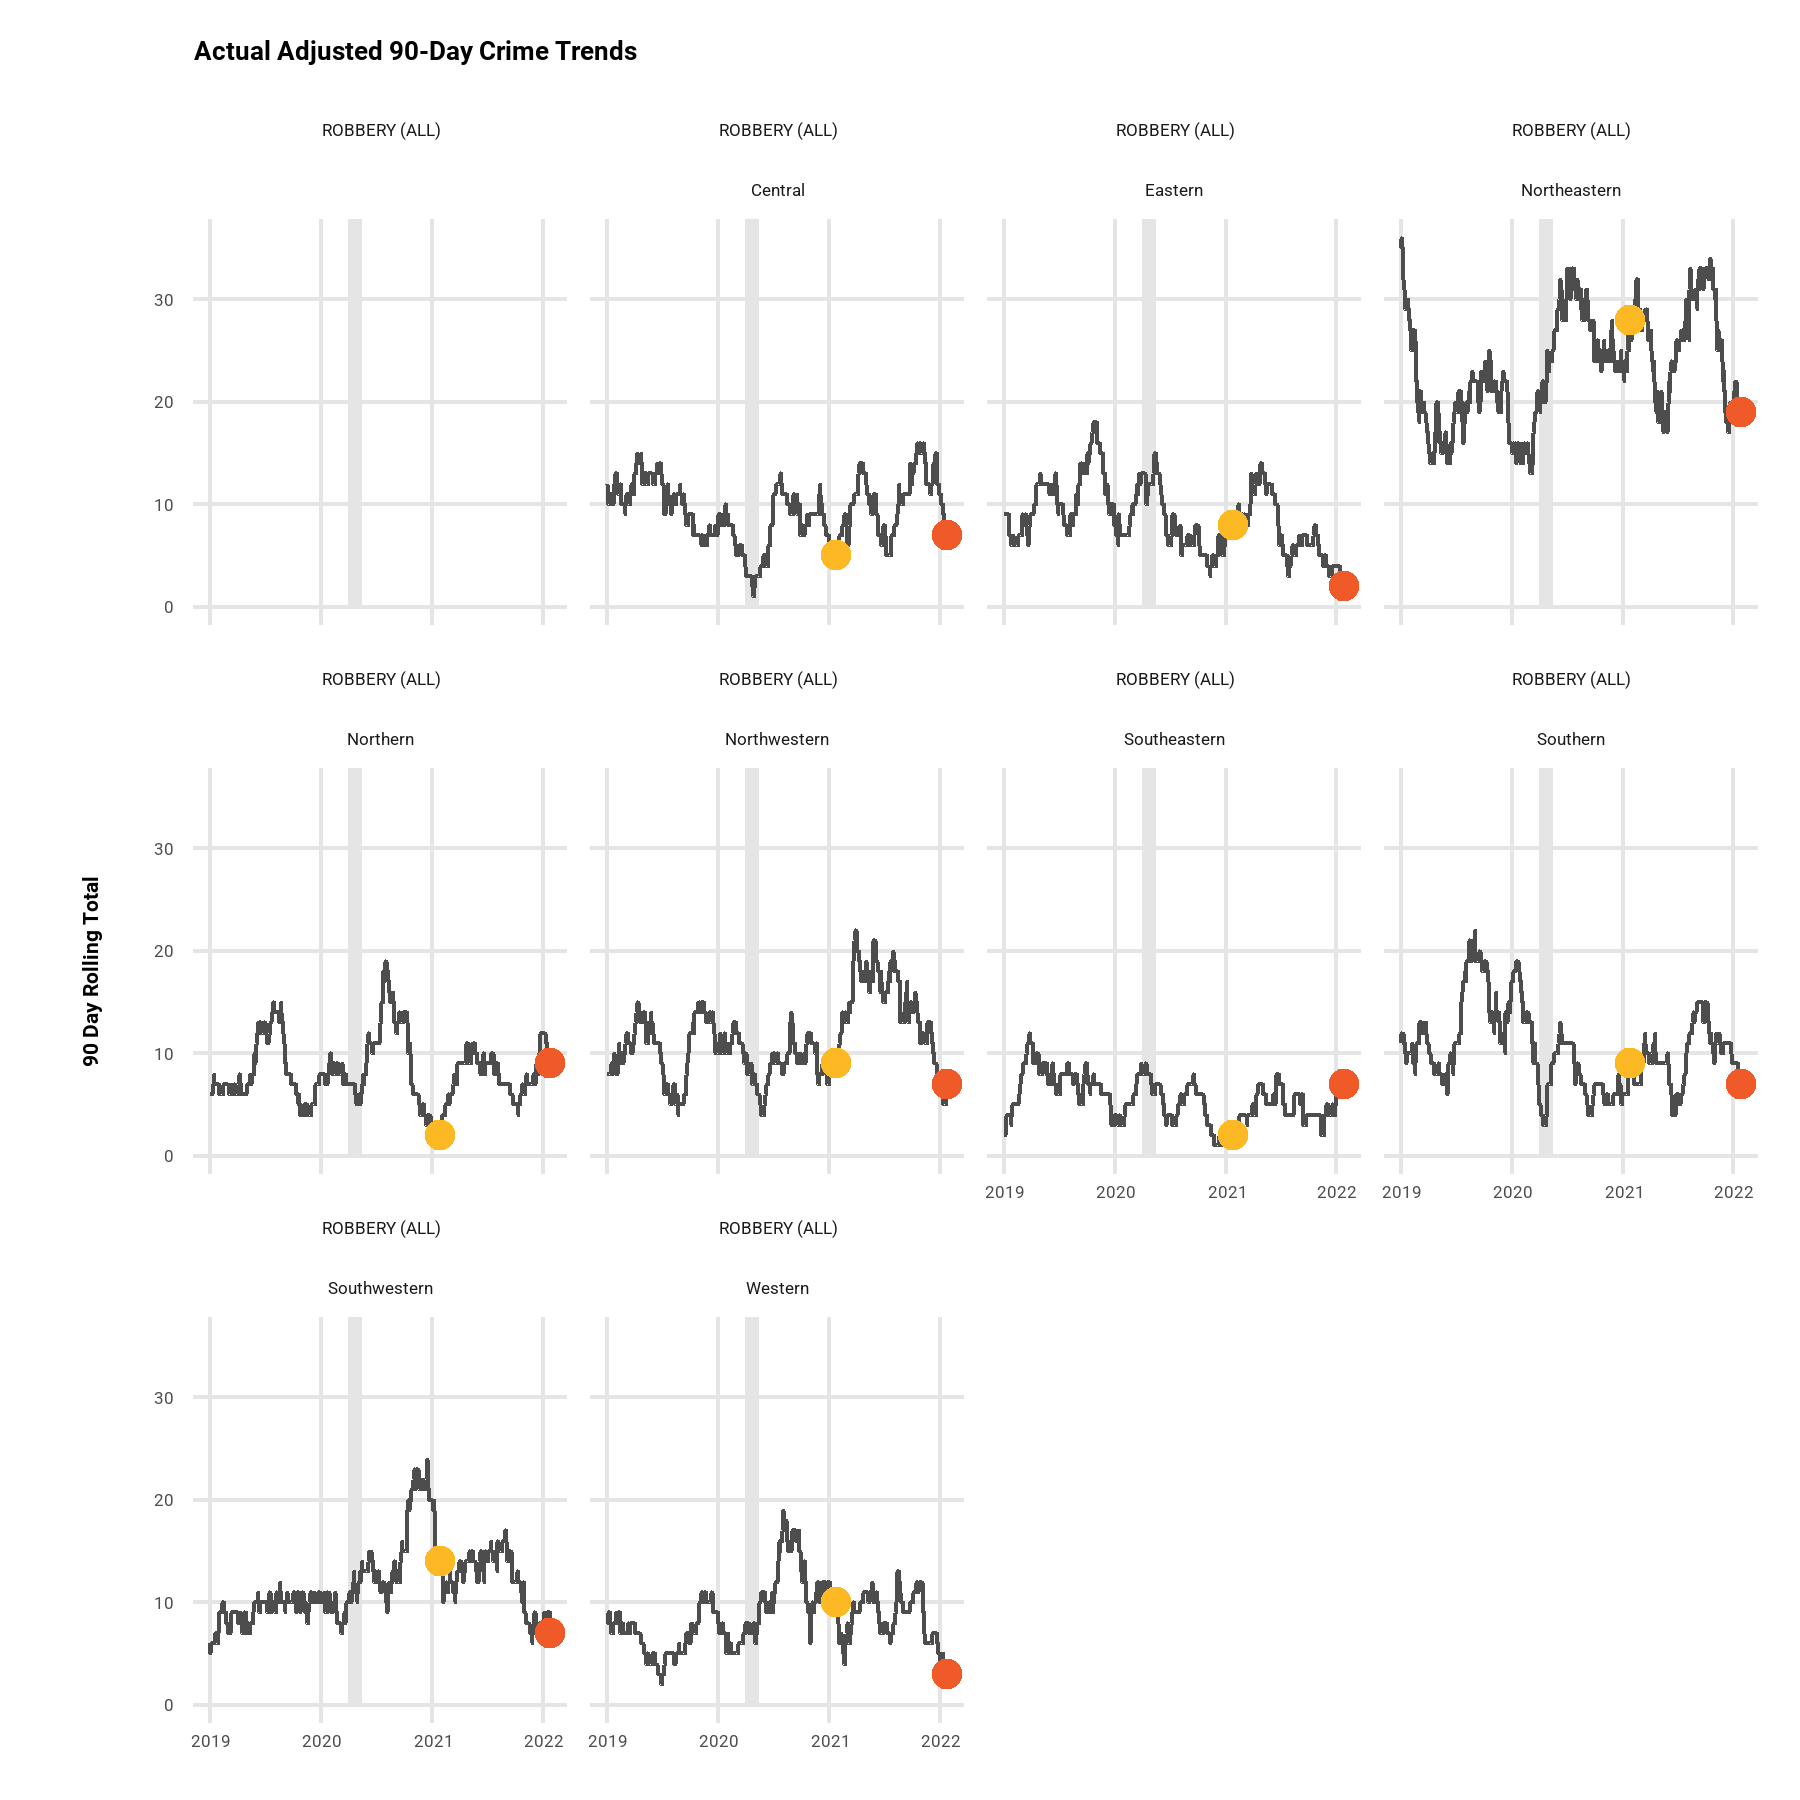 Actual Adjusted 90-Day Crime Trends
ROBBERY (ALL) ROBBERY (ALL) ROBBERY (ALL) ROBBERY (ALL)
Central Eastern Northeastern
30
20
10
0
ROBBERY (ALL) ROBBERY (ALL) ROBBERY (ALL) ROBBERY (ALL)
Northern Northwestern Southeastern Southern
90 Day Rolling Total
30
20
10
0
2019 2020 2021 2022 2019 2020 2021 2022
ROBBERY (ALL) ROBBERY (ALL)
Southwestern Western
30
20
10
0
2019 2020 2021 2022 2019 2020 2021 2022